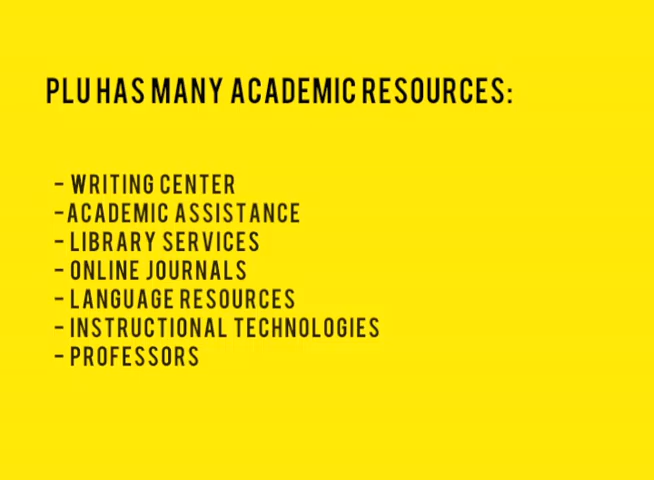 PLU HAS MANY ACADEMIC RESOURCES:
- WRITING CENTER
-ACADEMIC ASSISTANCE
- LIBRARY SERVICES
- ONLINE JOURNALS
- LANGUAGE RESOURCES
- INSTRUCTIONAL TECHNOLOGIES
- PROFESSORS